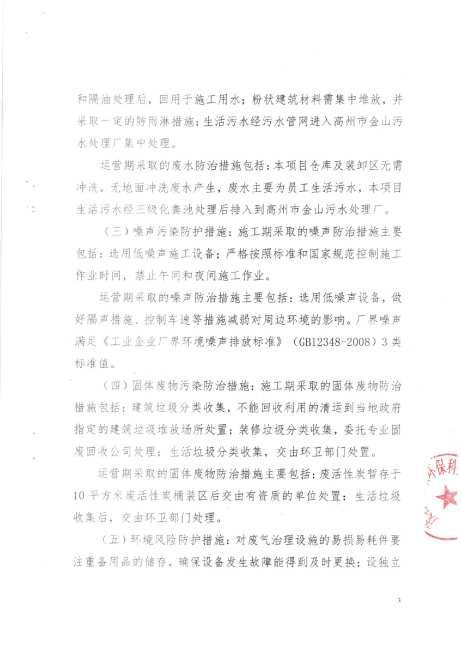 和隔油处理后，回用于施工用水；粉状建筑材料需集中堆放，并
采取一定的防雨淋措施；生活污水经污水管网进入高州市金山污
水处理厂集中处理。
运营期采取的废水防治措施包括：本项目仓库及装卸区无需
冲洗，无地面冲洗废水产生，废水主要为员工生活污水，本项目
生活污水经三级化粪池处理后排入到高州市金山污水处理厂。
（三）噪声污染防护措施：施工期采取的噪声防治措施主要
包括：选用低噪声施工设备；严格按照标准和国家规范控制施工
作业时间，禁止午间和夜间施工作业。
运营期采取的噪声防治措施主要包括：选用低噪声设备，做
好隔声措施、控制车速等措施减弱对周边环境的影响。厂界噪声
满足《工业企业厂界环境噪声排放标准》（GB12348-2008）3类
标准值。
（四）固体废物污染防治措施：施工期采取的固体废物防治
措施包括：建筑垃圾分类收集，不能回收利用的清运到当地政府
指定的建筑垃圾堆放场所处置；装修垃圾分类收集，委托专业固
废回收公司处理；生活垃圾分类收集，交由环卫部门处置。
运营期采取的固体废物防治措施主要包括：废活性炭暂存于
10平方米废活性炭桶装区后交由有资质的单位处置；生活垃圾
收集后，交由环卫部门处理。
（五）环境风险防护措施：对废气治理设施的易损易耗件要
注重备用品的储存，确保设备发生故障能得到及时更换；设独立
保科